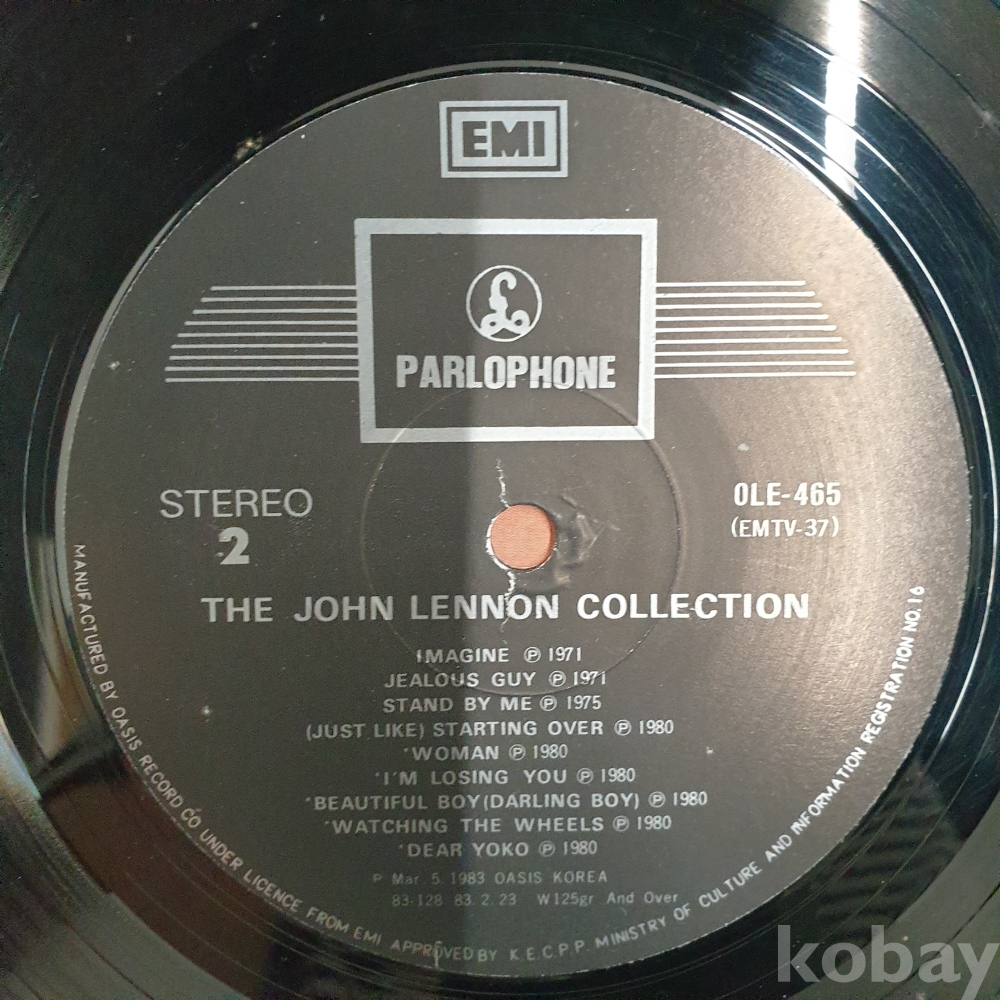 EMI
£
PARLOPHONE
STEREO
2
OLE-465
(EMTV-37)
THE JOHN LENNON COLLECTION
IMAGINE ℗ 1971
JEALOUS GUY ℗ 1971
STAND BY ME ℗ 1975
(JUST LIKE) STARTING OVER ℗ 1980
*WOMAN ℗ 1980
*I'M LOSING YOU ℗ 1980
*BEAUTIFUL BOY (DARLING BOY) ℗ 1980
*WATCHING THE WHEELS ℗ 1980
*DEAR YOKO ℗ 1980
P Mar. 5. 1983 OASIS KOREA
83-128 83. 2. 23 W125gr And Over
MANUFACTURED BY OASIS RECORD CO UNDER LICENCE FROM EMI APPROVED BY K.E.C.P.P. MINISTRY OF CULTURE AND INFORMATION REGISTRATION NO.16
kobay